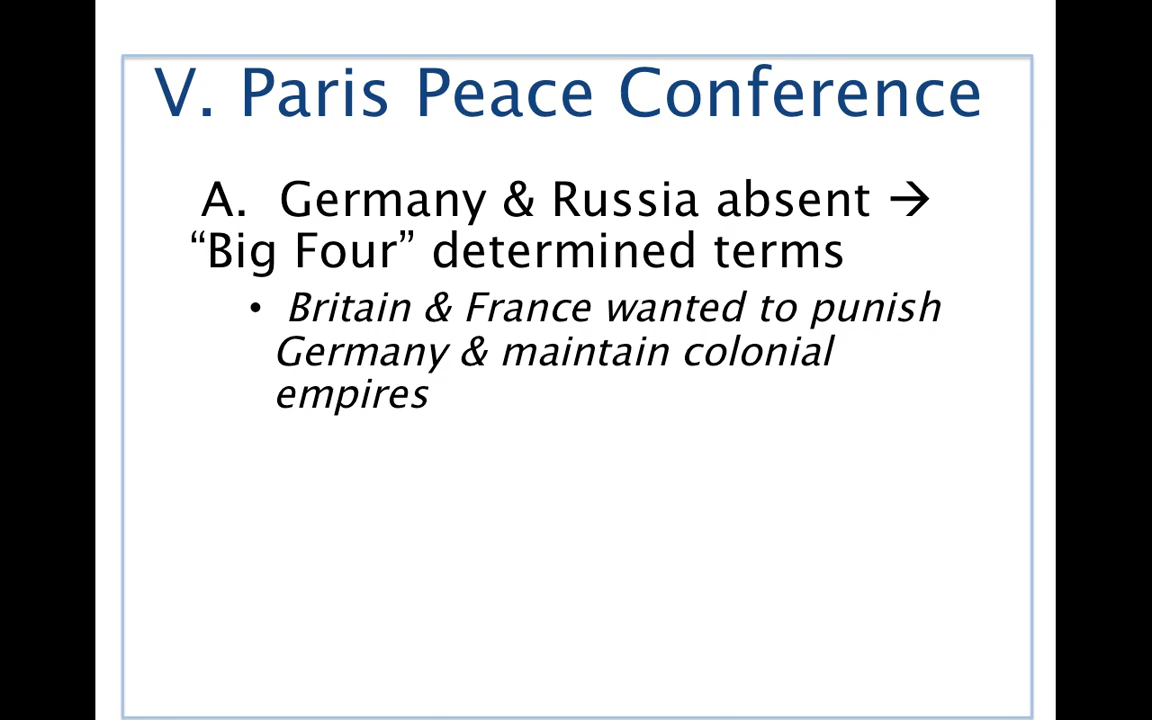 V. Paris Peace Conference
A. Germany & Russia absent →
“Big Four” determined terms
• Britain & France wanted to punish
Germany & maintain colonial
empires